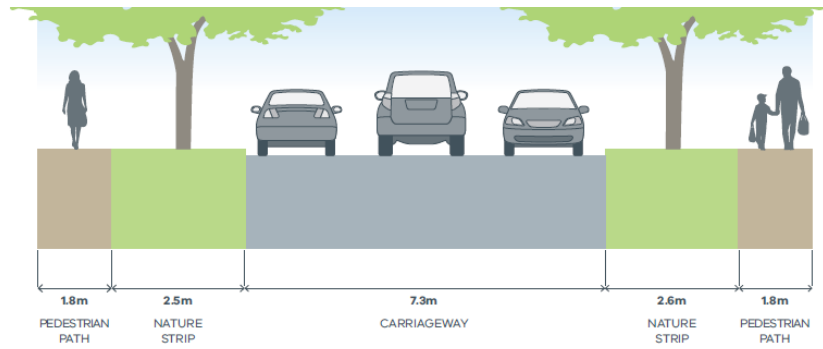 1.8m 2.5m 7.3m 2.6m 1.8m
PEDESTRIAN NATURE CARRIAGEWAY NATURE PEDESTRIAN
PATH STRIP STRIP PATH